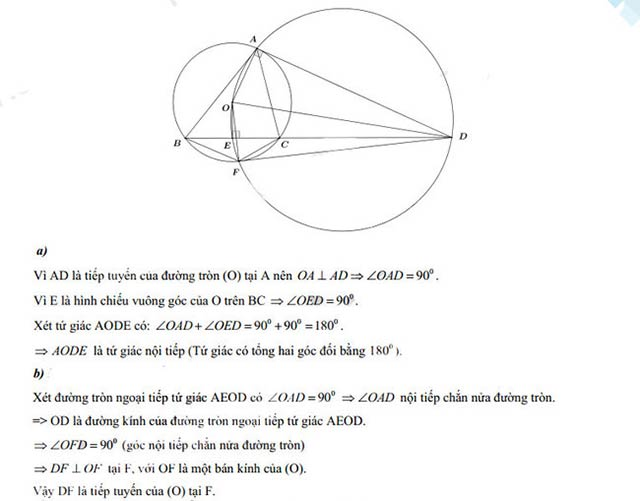 A
O
B
E
C
D
F
a)
Vì AD là tiếp tuyến của đường tròn (O) tại A nên OA ⊥ AD ⇒ ∠OAD = 90⁰.
Vì E là hình chiếu vuông góc của O trên BC ⇒ ∠OED = 90⁰.
Xét tứ giác AODE có: ∠OAD + ∠OED = 90⁰ + 90⁰ = 180⁰.
⇒ AODE là tứ giác nội tiếp (Tứ giác có tổng hai góc đối bằng 180⁰).
b)
Xét đường tròn ngoại tiếp tứ giác AEOD có ∠OAD = 90⁰ ⇒ ∠OAD nội tiếp chắn nửa đường tròn.
=> OD là đường kính của đường tròn ngoại tiếp tứ giác AEOD.
⇒ ∠OFD = 90⁰ (góc nội tiếp chắn nửa đường tròn)
⇒ DF ⊥ OF tại F, với OF là một bán kính của (O).
Vậy DF là tiếp tuyến của (O) tại F.